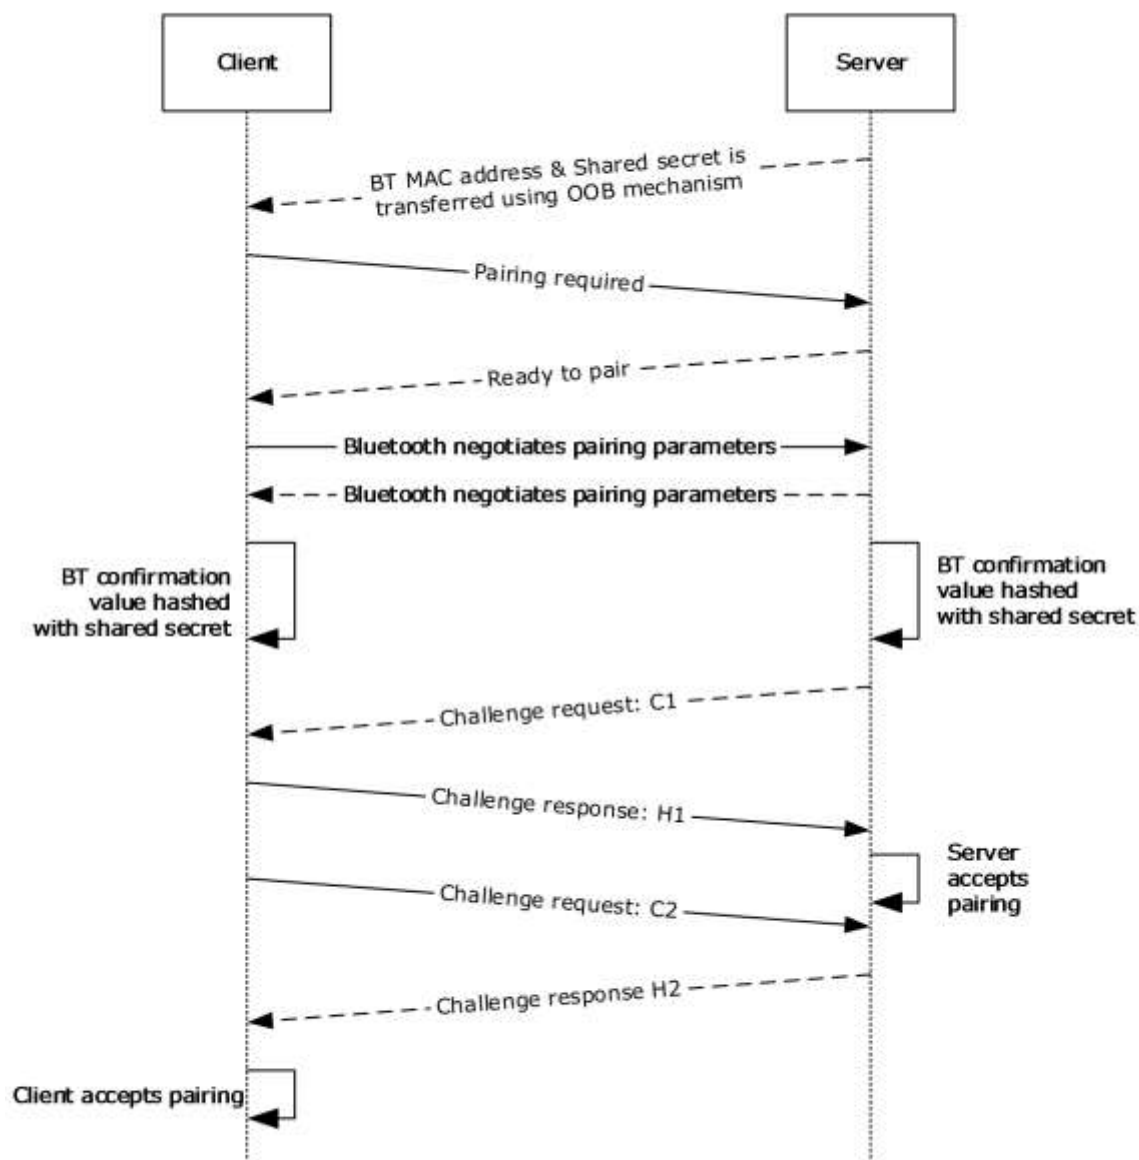 Client
Server
BT MAC address & Shared secret is
transferred using OOB mechanism
Pairing required
Ready to pair
Bluetooth negotiates pairing parameters
Bluetooth negotiates pairing parameters
BT confirmation
value hashed
with shared secret
BT confirmation
value hashed
with shared secret
Challenge request: C1
Challenge response: H1
Server
accepts
pairing
Challenge request: C2
Challenge response H2
Client accepts pairing